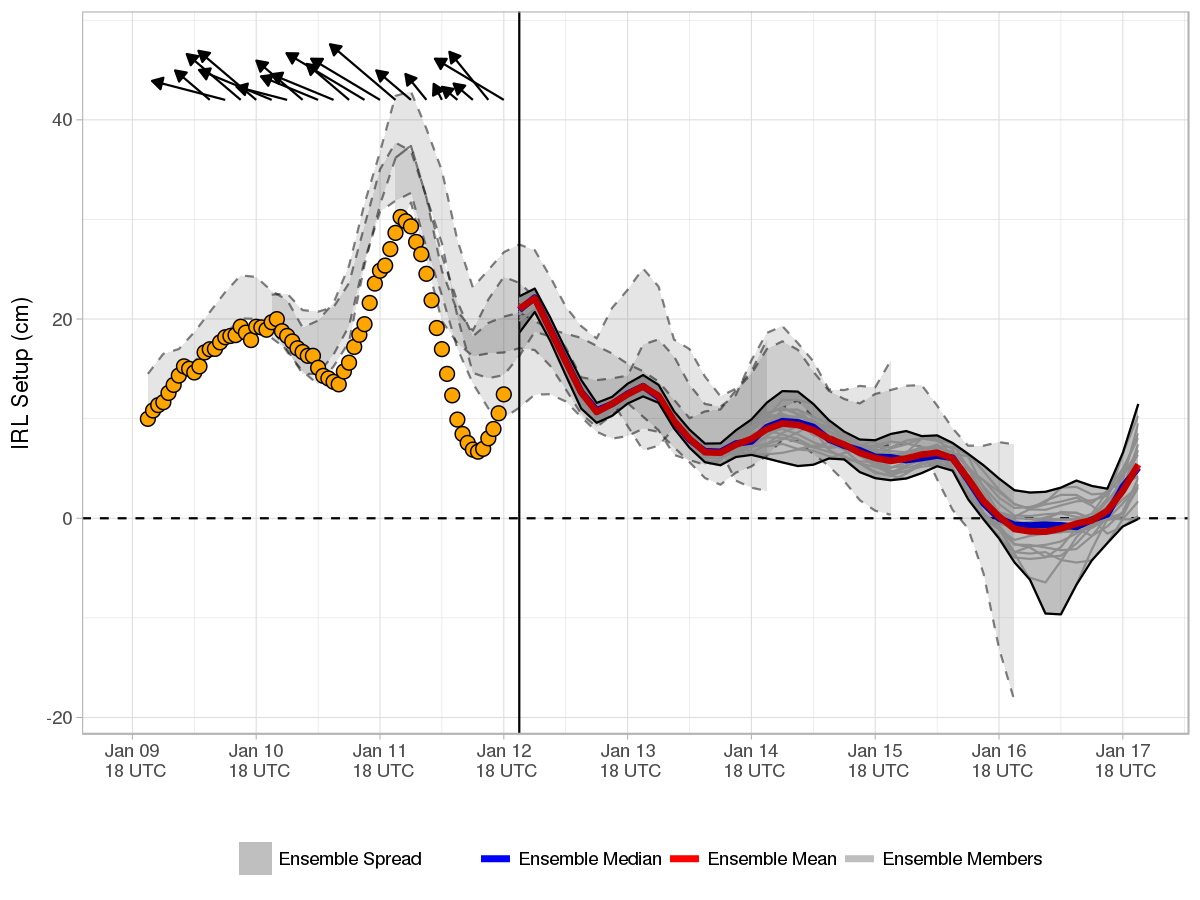 IRL Setup (cm)
40
20
0
-20
Jan 09 Jan 10 Jan 11 Jan 12 Jan 13 Jan 14 Jan 15 Jan 16 Jan 17
18 UTC 18 UTC 18 UTC 18 UTC 18 UTC 18 UTC 18 UTC 18 UTC 18 UTC
Ensemble Spread Ensemble Median Ensemble Mean Ensemble Members